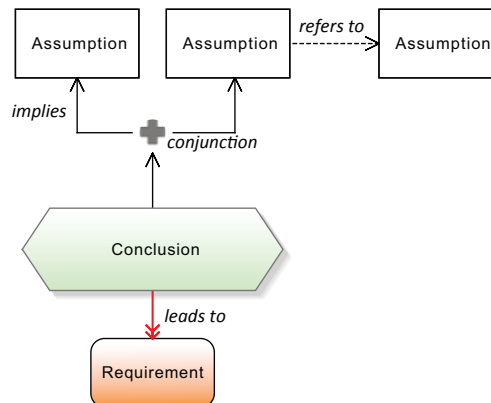 refers to
Assumption
Assumption
Assumption
implies
conjunction
Conclusion
leads to
Requirement